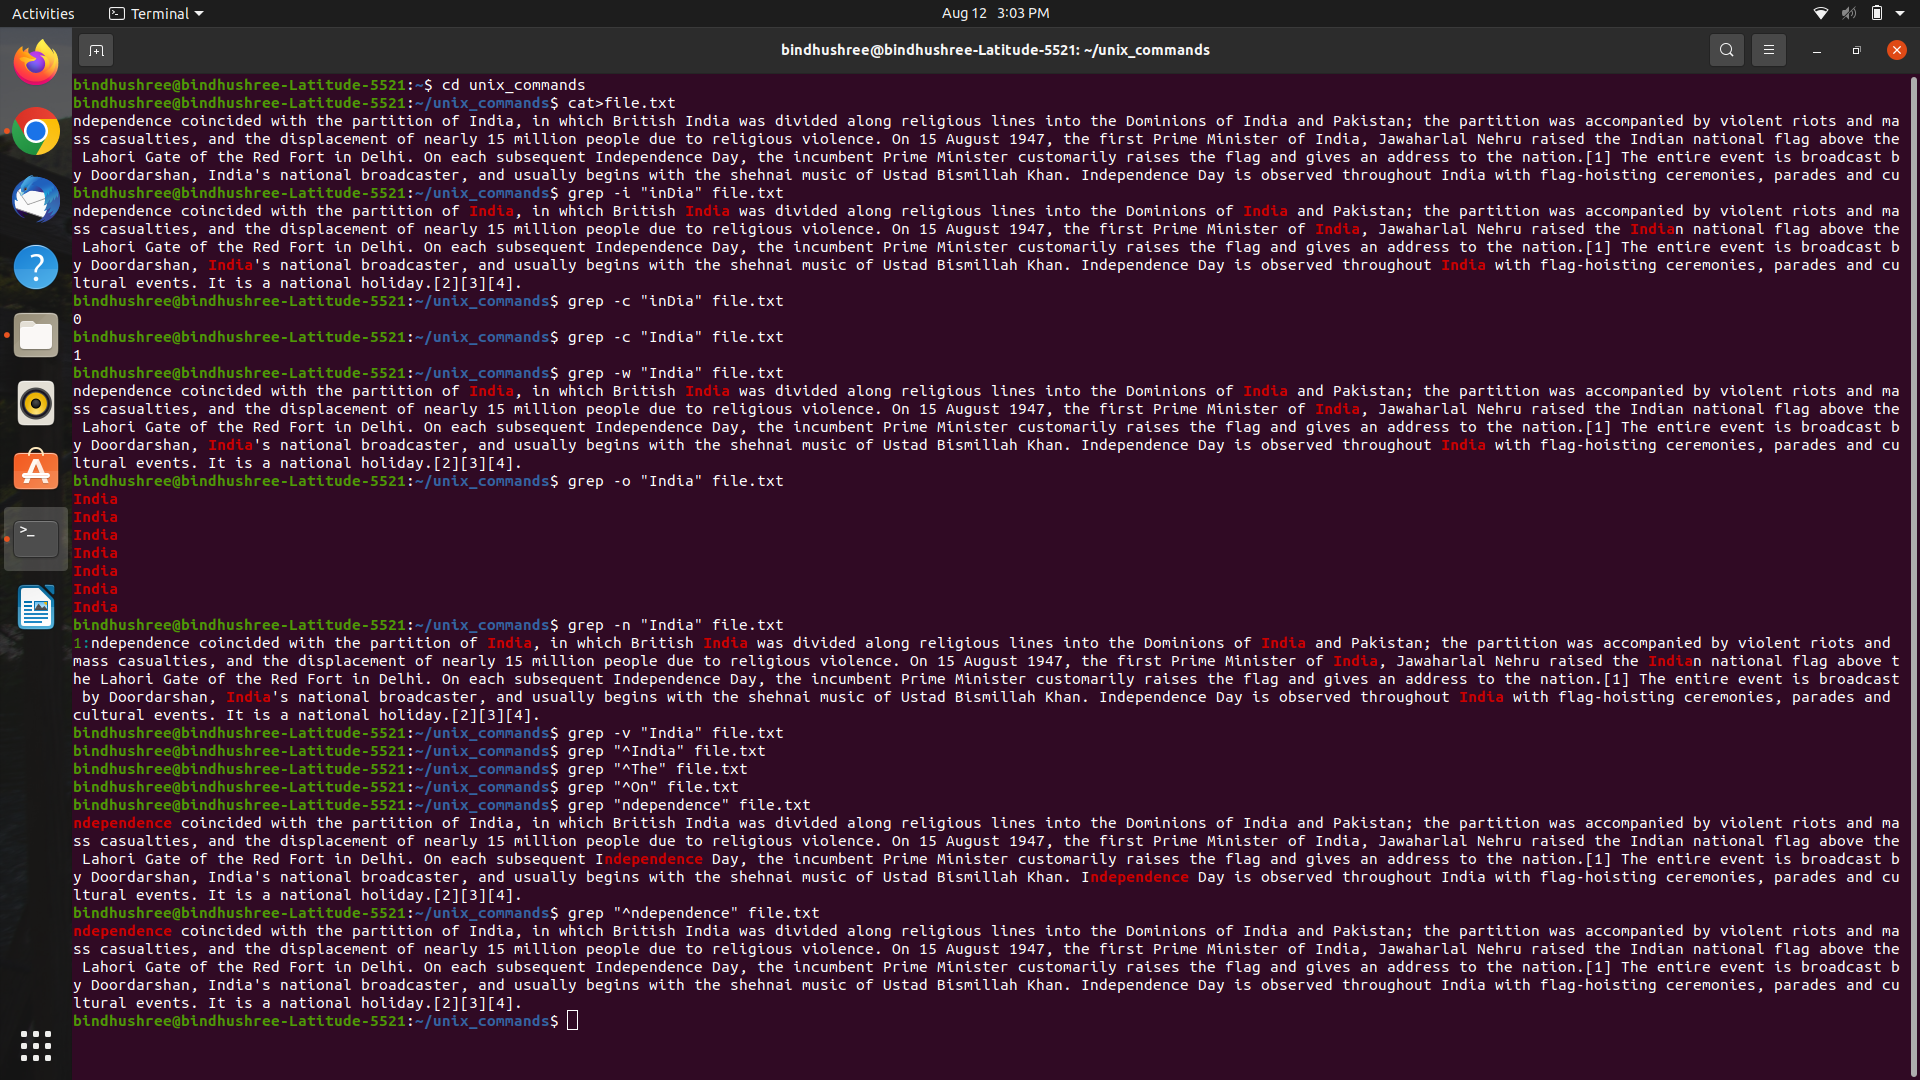 Activities Terminal Aug 12 3:03 PM
bindhushree@bindhushree-Latitude-5521: ~/unix_commands
bindhushree@bindhushree-Latitude-5521:~$ cd unix_commands
bindhushree@bindhushree-Latitude-5521:~/unix_commands$ cat>file.txt
ndependence coincided with the partition of India, in which British India was divided along religious lines into the Dominions of India and Pakistan; the partition was accompanied by violent riots and ma
ss casualties, and the displacement of nearly 15 million people due to religious violence. On 15 August 1947, the first Prime Minister of India, Jawaharlal Nehru raised the Indian national flag above the
 Lahori Gate of the Red Fort in Delhi. On each subsequent Independence Day, the incumbent Prime Minister customarily raises the flag and gives an address to the nation.[1] The entire event is broadcast b
y Doordarshan, India's national broadcaster, and usually begins with the shehnai music of Ustad Bismillah Khan. Independence Day is observed throughout India with flag-hoisting ceremonies, parades and cu
bindhushree@bindhushree-Latitude-5521:~/unix_commands$ grep -i "inDia" file.txt
ndependence coincided with the partition of India, in which British India was divided along religious lines into the Dominions of India and Pakistan; the partition was accompanied by violent riots and ma
ss casualties, and the displacement of nearly 15 million people due to religious violence. On 15 August 1947, the first Prime Minister of India, Jawaharlal Nehru raised the Indian national flag above the
 Lahori Gate of the Red Fort in Delhi. On each subsequent Independence Day, the incumbent Prime Minister customarily raises the flag and gives an address to the nation.[1] The entire event is broadcast b
y Doordarshan, India's national broadcaster, and usually begins with the shehnai music of Ustad Bismillah Khan. Independence Day is observed throughout India with flag-hoisting ceremonies, parades and cu
ltural events. It is a national holiday.[2][3][4].
bindhushree@bindhushree-Latitude-5521:~/unix_commands$ grep -c "inDia" file.txt
0
bindhushree@bindhushree-Latitude-5521:~/unix_commands$ grep -c "India" file.txt
1
bindhushree@bindhushree-Latitude-5521:~/unix_commands$ grep -w "India" file.txt
ndependence coincided with the partition of India, in which British India was divided along religious lines into the Dominions of India and Pakistan; the partition was accompanied by violent riots and ma
ss casualties, and the displacement of nearly 15 million people due to religious violence. On 15 August 1947, the first Prime Minister of India, Jawaharlal Nehru raised the Indian national flag above the
 Lahori Gate of the Red Fort in Delhi. On each subsequent Independence Day, the incumbent Prime Minister customarily raises the flag and gives an address to the nation.[1] The entire event is broadcast b
y Doordarshan, India's national broadcaster, and usually begins with the shehnai music of Ustad Bismillah Khan. Independence Day is observed throughout India with flag-hoisting ceremonies, parades and cu
ltural events. It is a national holiday.[2][3][4].
bindhushree@bindhushree-Latitude-5521:~/unix_commands$ grep -o "India" file.txt
India
India
India
India
India
India
India
bindhushree@bindhushree-Latitude-5521:~/unix_commands$ grep -n "India" file.txt
1:ndependence coincided with the partition of India, in which British India was divided along religious lines into the Dominions of India and Pakistan; the partition was accompanied by violent riots and
mass casualties, and the displacement of nearly 15 million people due to religious violence. On 15 August 1947, the first Prime Minister of India, Jawaharlal Nehru raised the Indian national flag above t
he Lahori Gate of the Red Fort in Delhi. On each subsequent Independence Day, the incumbent Prime Minister customarily raises the flag and gives an address to the nation.[1] The entire event is broadcast
 by Doordarshan, India's national broadcaster, and usually begins with the shehnai music of Ustad Bismillah Khan. Independence Day is observed throughout India with flag-hoisting ceremonies, parades and
cultural events. It is a national holiday.[2][3][4].
bindhushree@bindhushree-Latitude-5521:~/unix_commands$ grep -v "India" file.txt
bindhushree@bindhushree-Latitude-5521:~/unix_commands$ grep "^India" file.txt
bindhushree@bindhushree-Latitude-5521:~/unix_commands$ grep "^The" file.txt
bindhushree@bindhushree-Latitude-5521:~/unix_commands$ grep "^On" file.txt
bindhushree@bindhushree-Latitude-5521:~/unix_commands$ grep "ndependence" file.txt
ndependence coincided with the partition of India, in which British India was divided along religious lines into the Dominions of India and Pakistan; the partition was accompanied by violent riots and ma
ss casualties, and the displacement of nearly 15 million people due to religious violence. On 15 August 1947, the first Prime Minister of India, Jawaharlal Nehru raised the Indian national flag above the
 Lahori Gate of the Red Fort in Delhi. On each subsequent Independence Day, the incumbent Prime Minister customarily raises the flag and gives an address to the nation.[1] The entire event is broadcast b
y Doordarshan, India's national broadcaster, and usually begins with the shehnai music of Ustad Bismillah Khan. Independence Day is observed throughout India with flag-hoisting ceremonies, parades and cu
ltural events. It is a national holiday.[2][3][4].
bindhushree@bindhushree-Latitude-5521:~/unix_commands$ grep "^ndependence" file.txt
ndependence coincided with the partition of India, in which British India was divided along religious lines into the Dominions of India and Pakistan; the partition was accompanied by violent riots and ma
ss casualties, and the displacement of nearly 15 million people due to religious violence. On 15 August 1947, the first Prime Minister of India, Jawaharlal Nehru raised the Indian national flag above the
 Lahori Gate of the Red Fort in Delhi. On each subsequent Independence Day, the incumbent Prime Minister customarily raises the flag and gives an address to the nation.[1] The entire event is broadcast b
y Doordarshan, India's national broadcaster, and usually begins with the shehnai music of Ustad Bismillah Khan. Independence Day is observed throughout India with flag-hoisting ceremonies, parades and cu
ltural events. It is a national holiday.[2][3][4].
bindhushree@bindhushree-Latitude-5521:~/unix_commands$